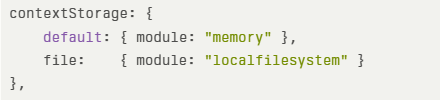 contextStorage: {
    default: { module: "memory" },
    file:    { module: "localfilesystem" }
},